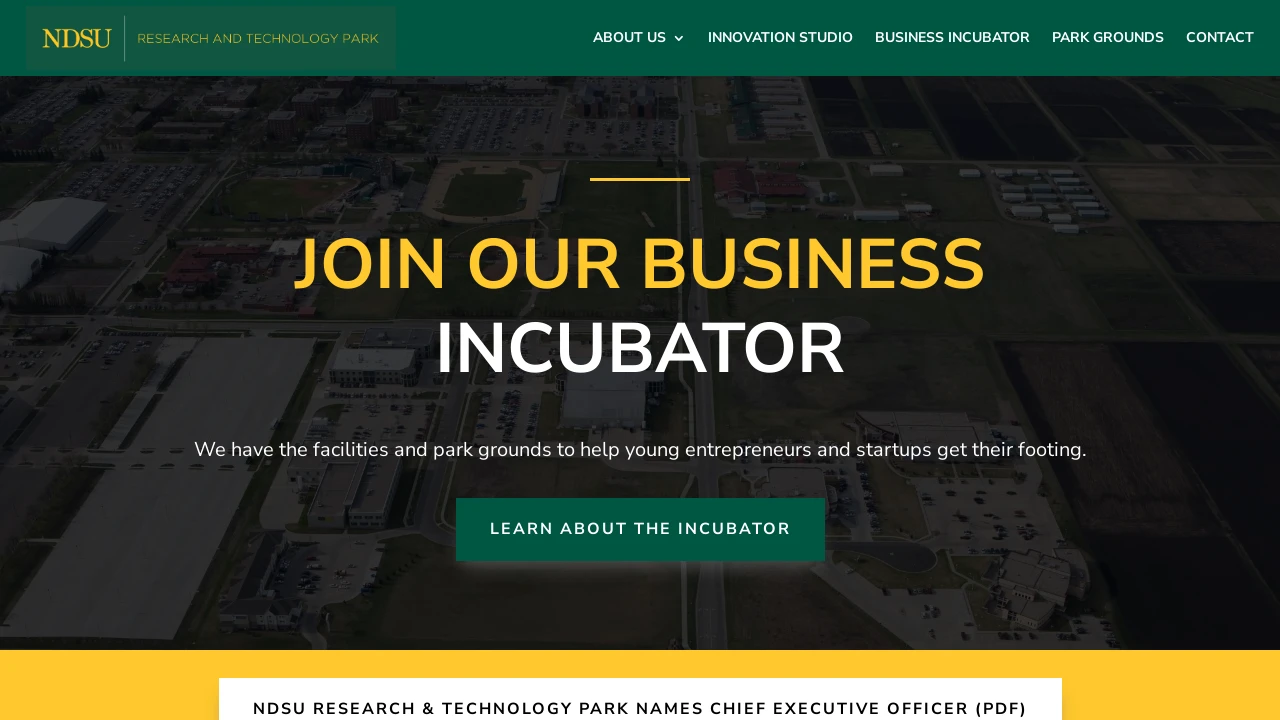 NDSU RESEARCH AND TECHNOLOGY PARK
ABOUT US INNOVATION STUDIO BUSINESS INCUBATOR PARK GROUNDS CONTACT
JOIN OUR BUSINESS
INCUBATOR
We have the facilities and park grounds to help young entrepreneurs and startups get their footing.
LEARN ABOUT THE INCUBATOR
NDSU RESEARCH & TECHNOLOGY PARK NAMES CHIEF EXECUTIVE OFFICER (PDF)